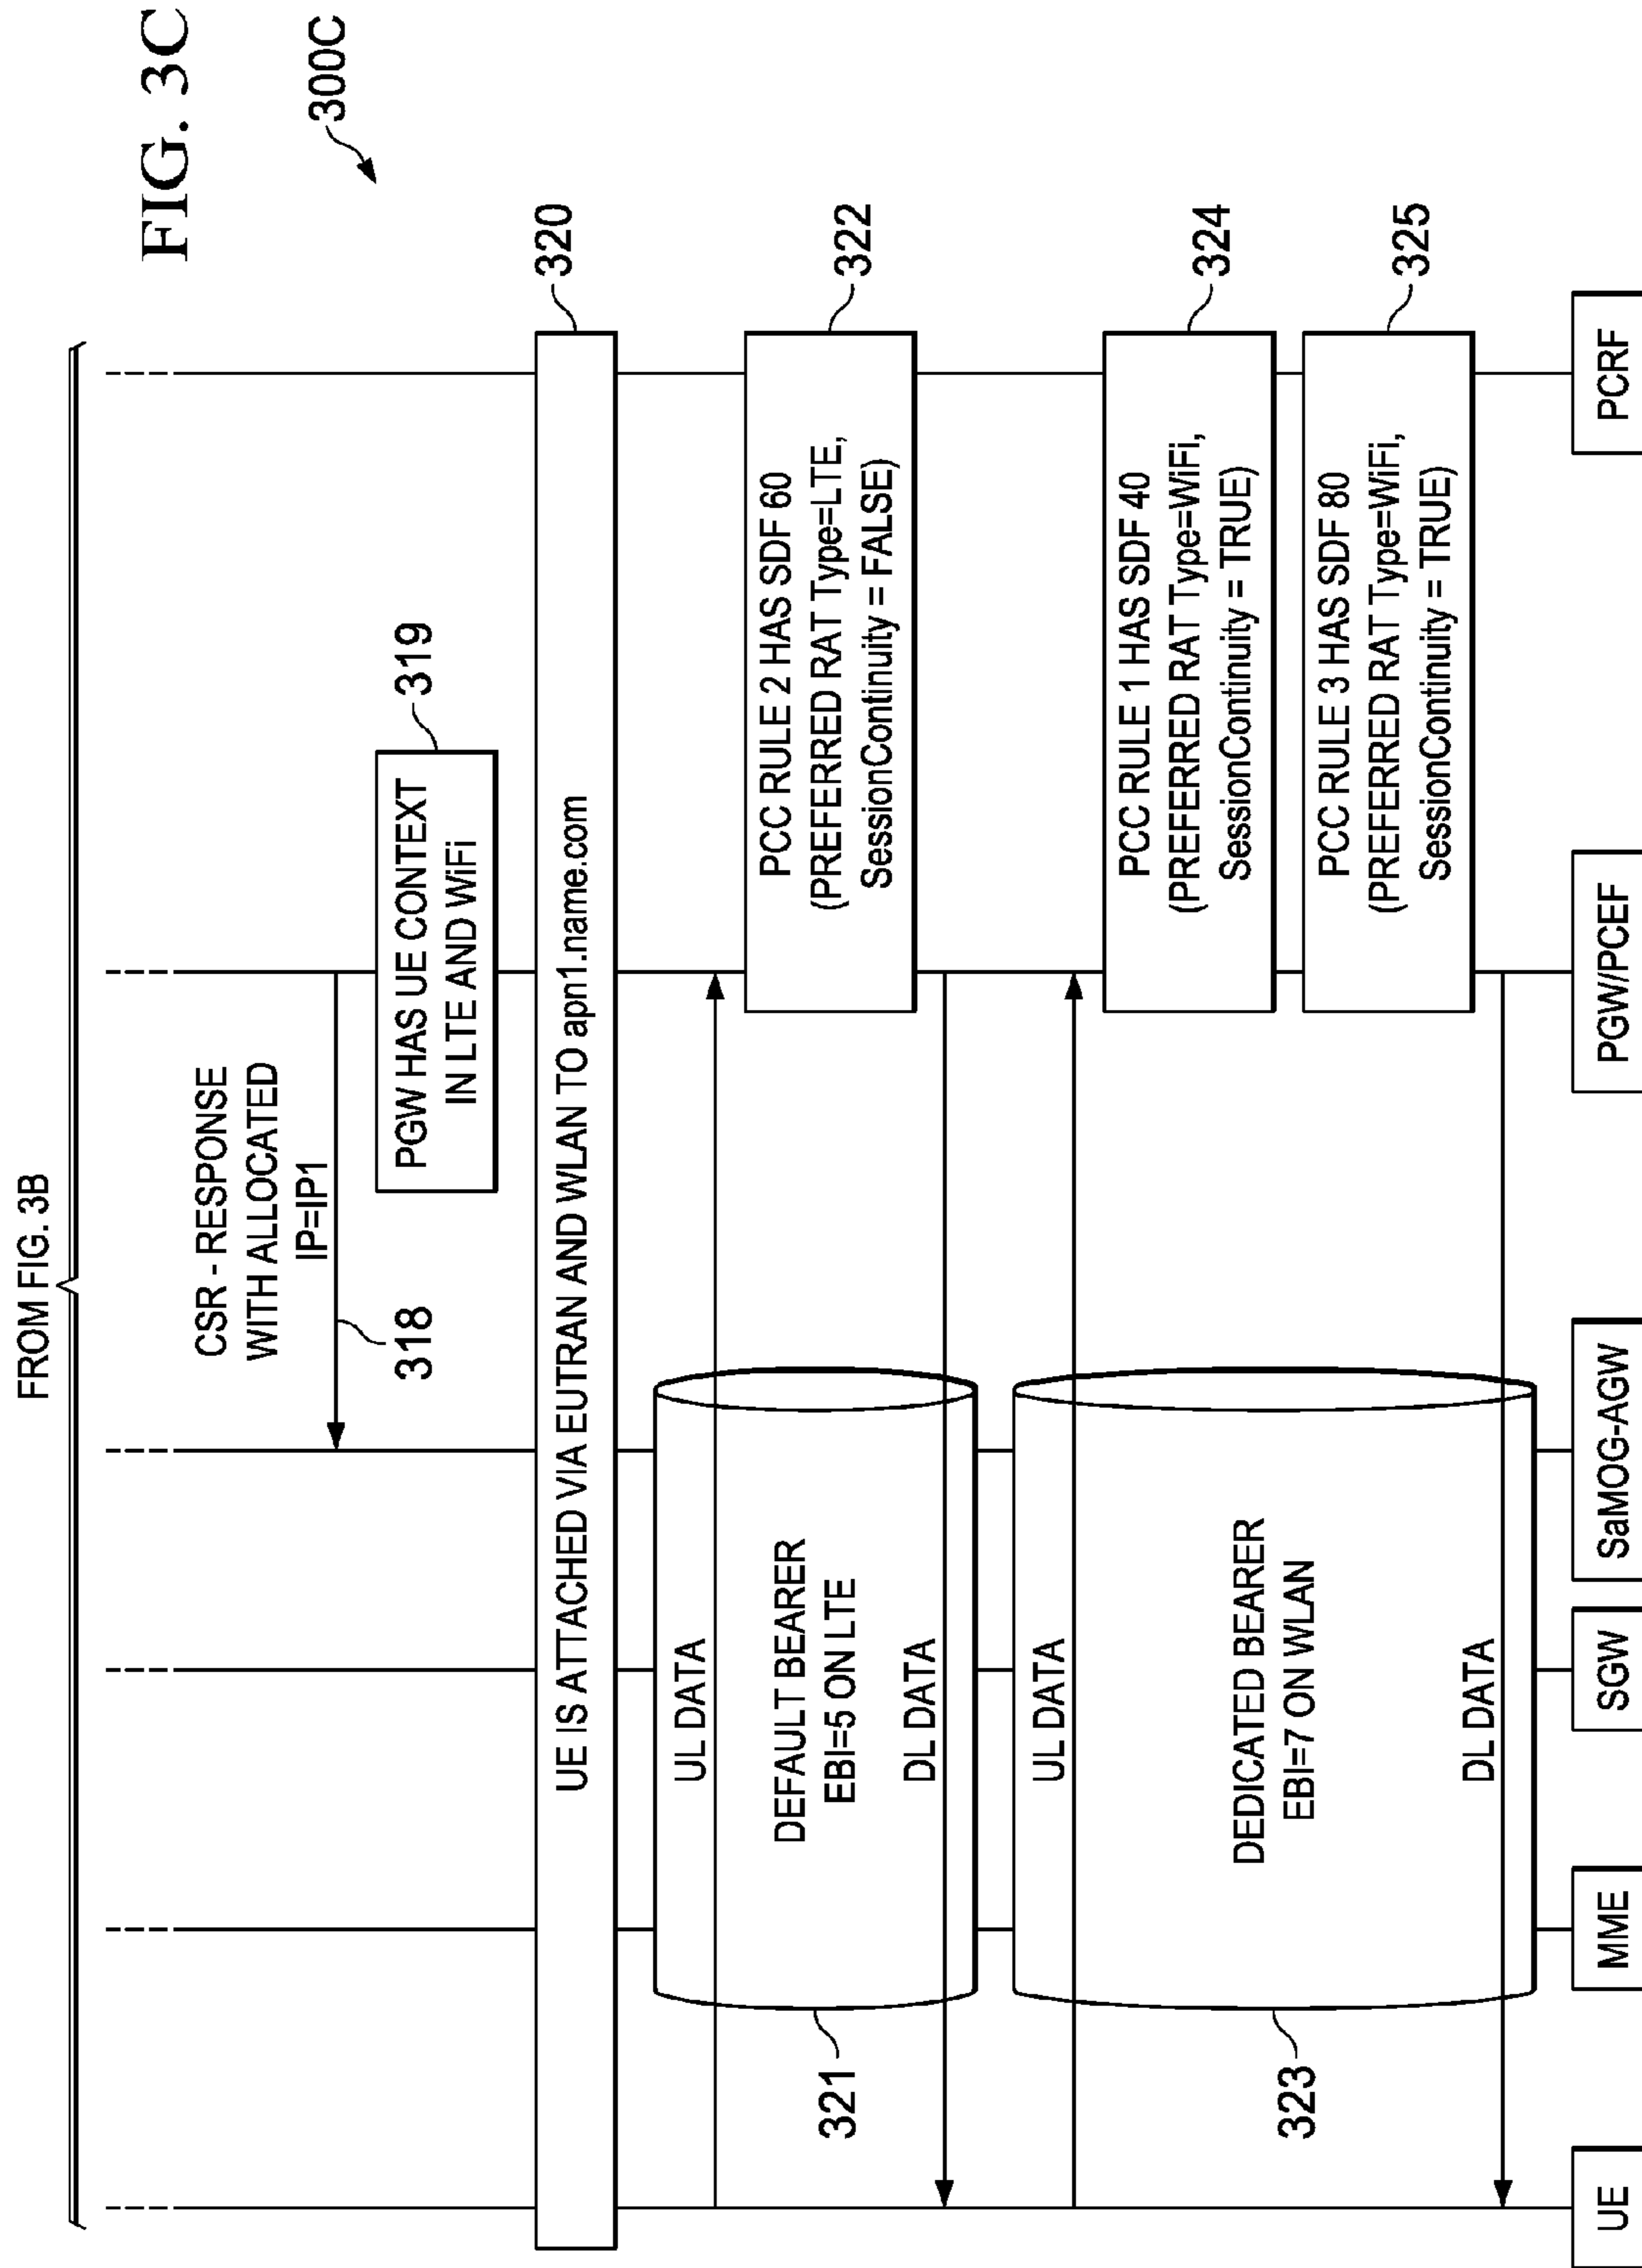 FROM FIG. 3B
FIG. 3C
300C
CSR - RESPONSE
WITH ALLOCATED
IP=IP1
318
PGW HAS UE CONTEXT
IN LTE AND WiFi
319
UE IS ATTACHED VIA EUTRAN AND WLAN TO apn1.name.com
320
UL DATA
DEFAULT BEARER
EBI=5 ON LTE
DL DATA
321
PCC RULE 2 HAS SDF 60
(PREFERRED RAT Type=LTE,
SessionContinuity = FALSE)
322
UL DATA
DEDICATED BEARER
EBI=7 ON WLAN
DL DATA
323
PCC RULE 1 HAS SDF 40
(PREFERRED RAT Type=WiFi,
SessionContinuity = TRUE)
324
PCC RULE 3 HAS SDF 80
(PREFERRED RAT Type=WiFi,
SessionContinuity = TRUE)
325
UE
MME
SGW
SaMOG-AGW
PGW/PCEF
PCRF